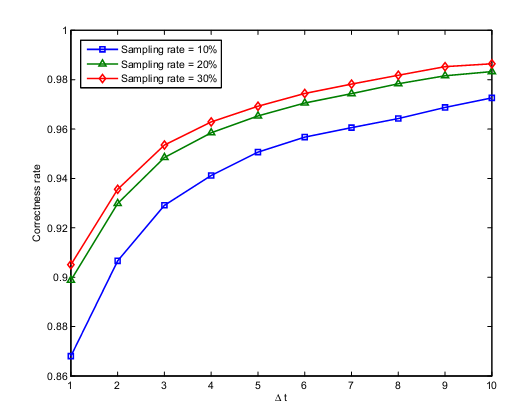 1
Sampling rate = 10%
Sampling rate = 20%
Sampling rate = 30%
0.98
0.96
0.94
0.92
0.9
0.88
0.86
Correctness rate
1 2 3 4 5 6 7 8 9 10
Δ t